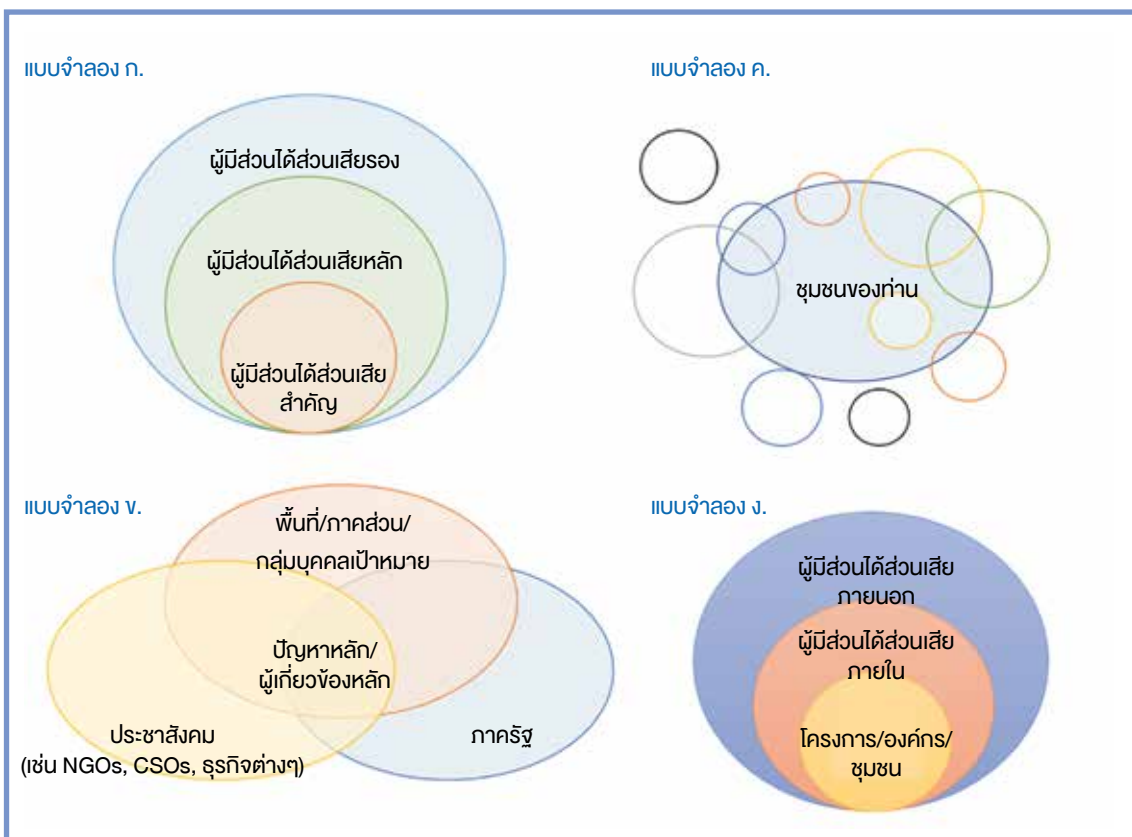 แบบจำลอง ก.
ผู้มีส่วนได้ส่วนเสียรอง
ผู้มีส่วนได้ส่วนเสียหลัก
ผู้มีส่วนได้ส่วนเสีย
สำคัญ
แบบจำลอง ค.
ชุมชนของท่าน
แบบจำลอง ข.
พื้นที่/ภาคส่วน/
กลุ่มบุคคลเป้าหมาย
ปัญหาหลัก/
ผู้เกี่ยวข้องหลัก
ประชาสังคม
(เช่น NGOs, CSOs, ธุรกิจต่างๆ)
ภาครัฐ
แบบจำลอง ง.
ผู้มีส่วนได้ส่วนเสีย
ภายนอก
ผู้มีส่วนได้ส่วนเสีย
ภายใน
โครงการ/องค์กร/
ชุมชน